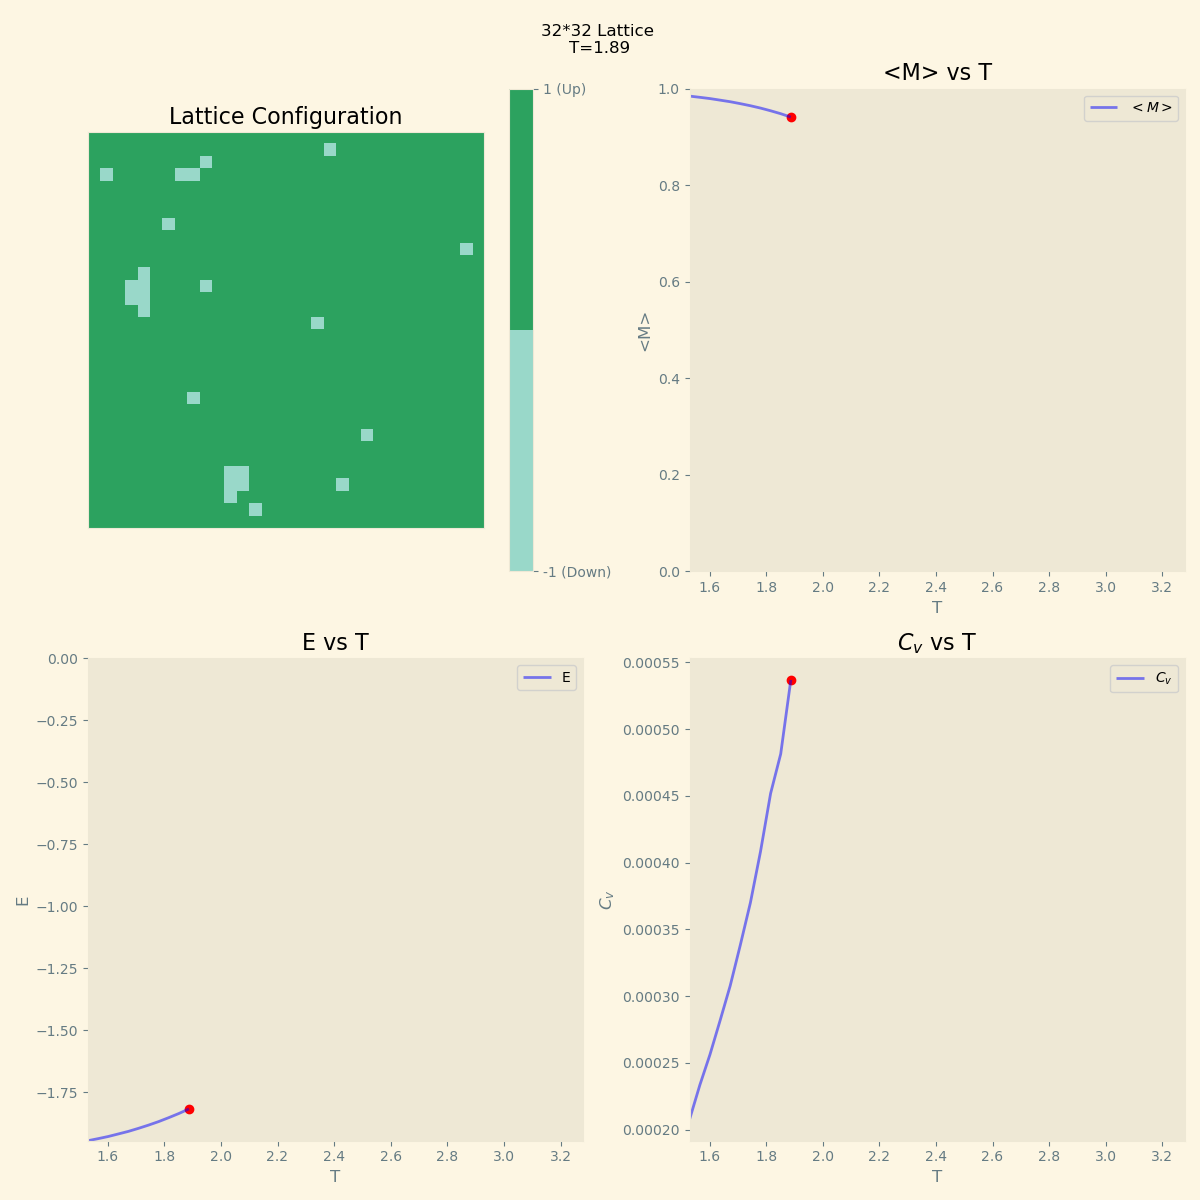 32*32 Lattice
T=1.89
Lattice Configuration
1 (Up)
-1 (Down)
<M> vs T
<M>
1.0
0.8
0.6
0.4
0.2
0.0
<M>
1.6 1.8 2.0 2.2 2.4 2.6 2.8 3.0 3.2
T
E vs T
E
0.00
−0.25
−0.50
−0.75
−1.00
−1.25
−1.50
−1.75
E
1.6 1.8 2.0 2.2 2.4 2.6 2.8 3.0 3.2
T
Cᵥ vs T
Cᵥ
0.00055
0.00050
0.00045
0.00040
0.00035
0.00030
0.00025
0.00020
Cᵥ
1.6 1.8 2.0 2.2 2.4 2.6 2.8 3.0 3.2
T